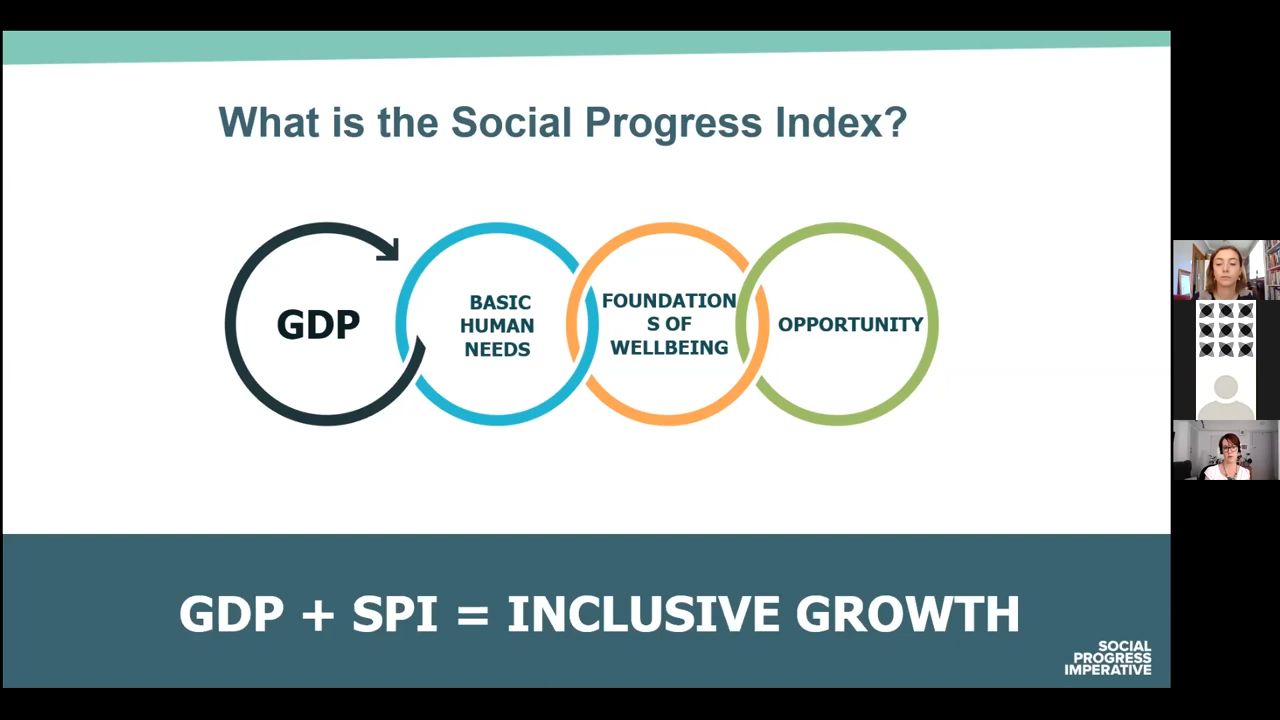 What is the Social Progress Index?
GDP
BASIC
HUMAN
NEEDS
FOUNDATION
S OF
WELLBEING
OPPORTUNITY
GDP + SPI = INCLUSIVE GROWTH
SOCIAL
PROGRESS
IMPERATIVE